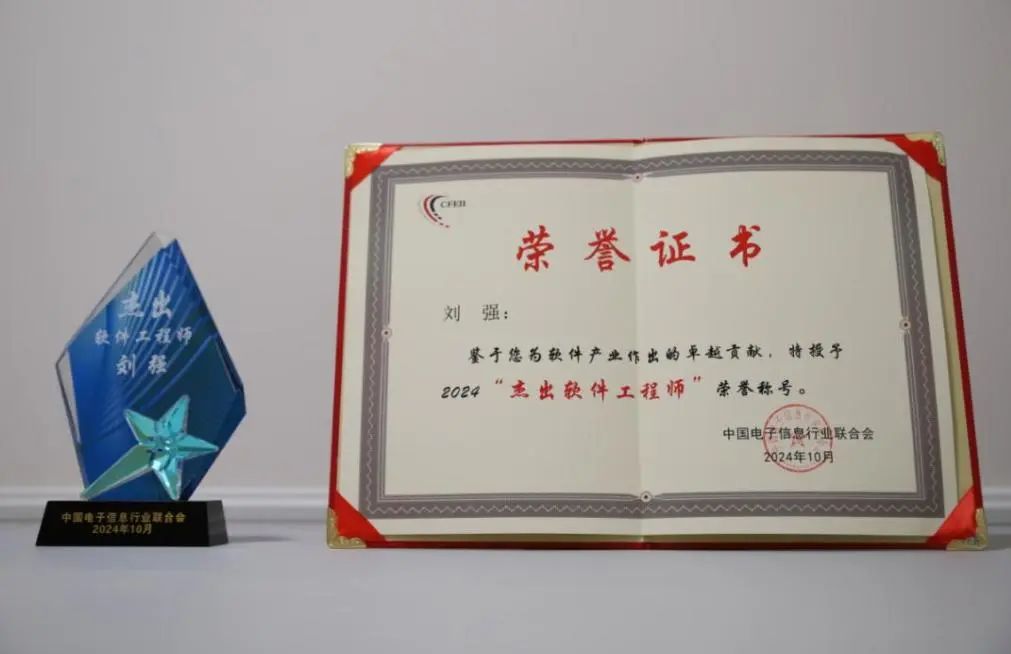 杰出
软件工程师
刘强
中国电子信息行业联合会
2024年10月
CFEII
荣誉证书
刘 强：
鉴于您为软件产业作出的卓越贡献，特授予
2024 “杰出软件工程师” 荣誉称号。
中国电子信息行业联合会
2024年10月